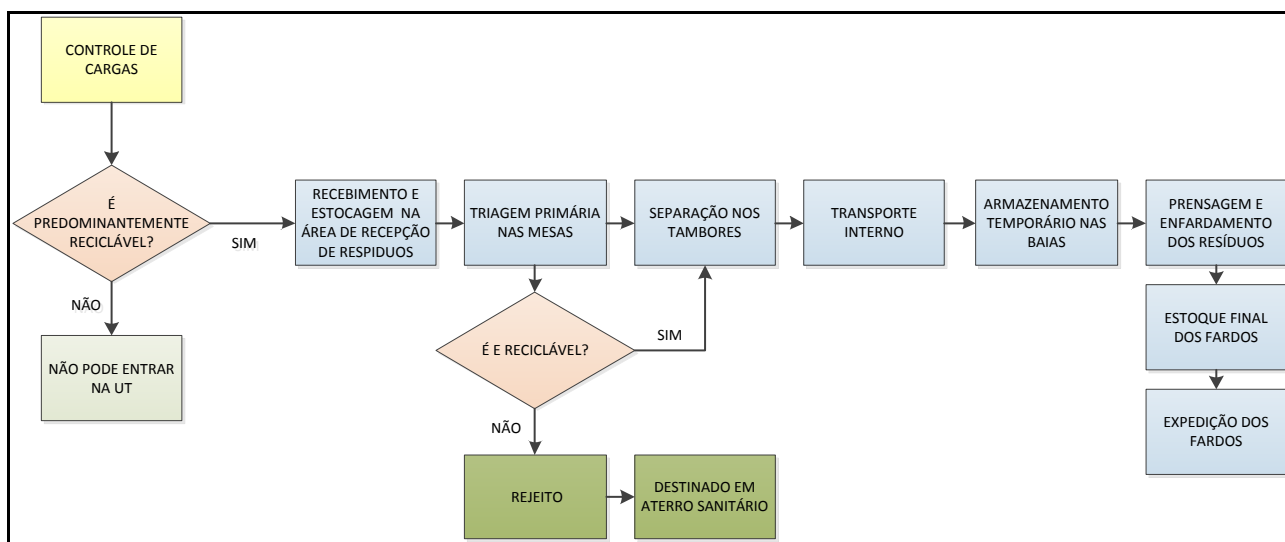 CONTROLE DE
CARGAS
É
PREDOMINANTEMENTE
RECICLÁVEL?
SIM
NÃO
NÃO PODE ENTRAR
NA UT
RECEBIMENTO E
ESTOCAGEM NA
ÁREA DE RECEPÇÃO
DE RESPIDUOS
TRIAGEM PRIMÁRIA
NAS MESAS
SEPARAÇÃO NOS
TAMBORES
TRANSPORTE
INTERNO
ARMAZENAMENTO
TEMPORÁRIO NAS
BAIAS
PRENSAGEM E
ENFARDAMENTO
DOS RESÍDUOS
É E RECICLÁVEL?
SIM
NÃO
REJEITO
DESTINADO EM
ATERRO SANITÁRIO
ESTOQUE FINAL
DOS FARDOS
EXPEDIÇÃO DOS
FARDOS